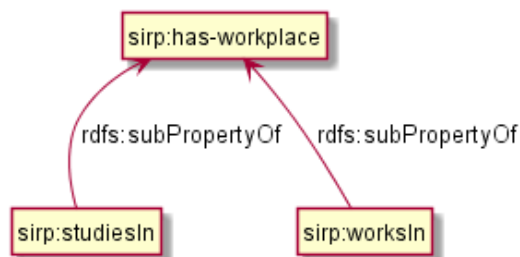 sirp:has-workplace
rdfs:subPropertyOf
rdfs:subPropertyOf
sirp:studiesIn
sirp:worksIn